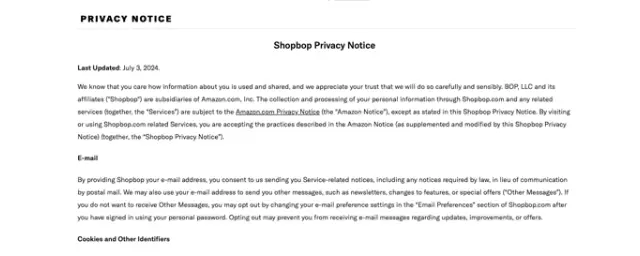 PRIVACY NOTICE
Shopbop Privacy Notice
Last Updated: July 3, 2024.
We know that you care how information about you is used and shared, and we appreciate your trust that we will do so carefully and sensibly. BOP, LLC and its
affiliates ("Shopbop") are subsidiaries of Amazon.com, Inc. The collection and processing of your personal information through Shopbop.com and any related
services (together, the "Services") are subject to the Amazon.com Privacy Notice (the "Amazon Notice"), except as stated in this Shopbop Privacy Notice. By visiting
or using Shopbop.com related Services, you are accepting the practices described in the Amazon Notice (as supplemented and modified by this Shopbop Privacy
Notice) (together, the "Shopbop Privacy Notice").
E-mail
By providing Shopbop your e-mail address, you consent to us sending you Service-related notices, including any notices required by law, in lieu of communication
by postal mail. We may also use your e-mail address to send you other messages, such as newsletters, changes to features, or special offers ("Other Messages"). If
you do not want to receive Other Messages, you may opt out by changing your e-mail preference settings in the "Email Preferences" section of Shopbop.com after
you have signed in using your personal password. Opting out may prevent you from receiving e-mail messages regarding updates, improvements, or offers.
Cookies and Other Identifiers